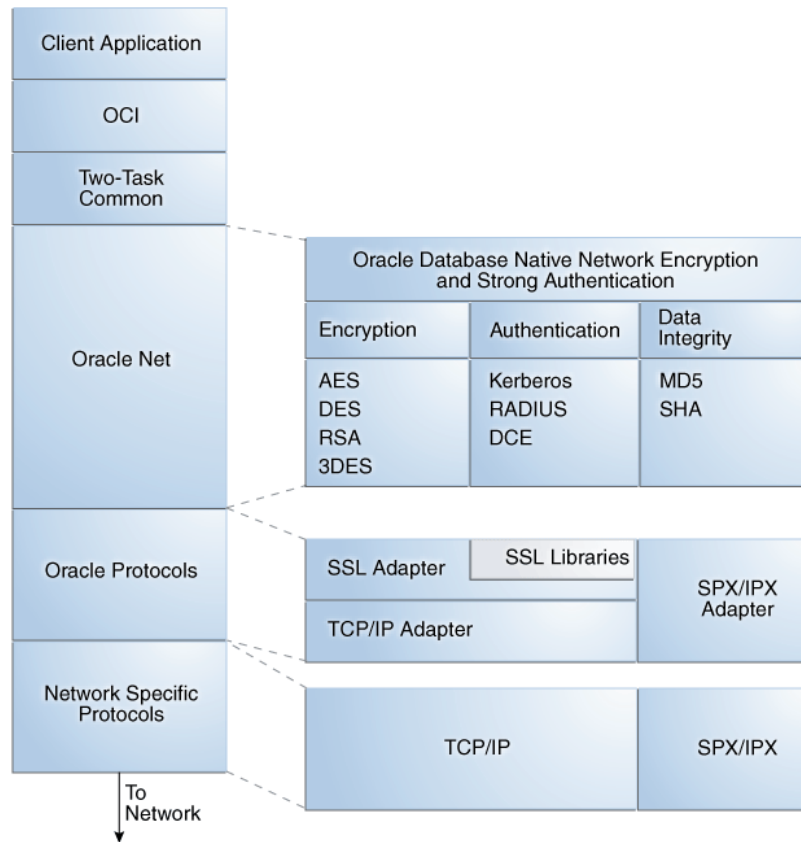 Client Application
OCI
Two-Task
Common
Oracle Net
Oracle Protocols
Network Specific
Protocols
To
Network
Oracle Database Native Network Encryption
and Strong Authentication
Encryption
AES
DES
RSA
3DES
Authentication
Kerberos
RADIUS
DCE
Data
Integrity
MD5
SHA
SSL Adapter
SSL Libraries
TCP/IP Adapter
SPX/IPX
Adapter
TCP/IP
SPX/IPX